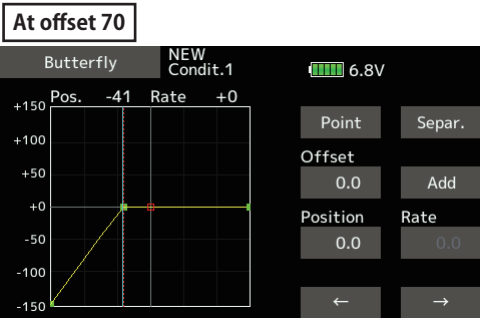 At offset 70
Butterfly
NEW
Condit.1
6.8V
Pos. -41 Rate +0
+150
+100
+50
+0
-50
-100
-150
Point Separ.
Offset
0.0 Add
Position Rate
0.0 0.0
← →